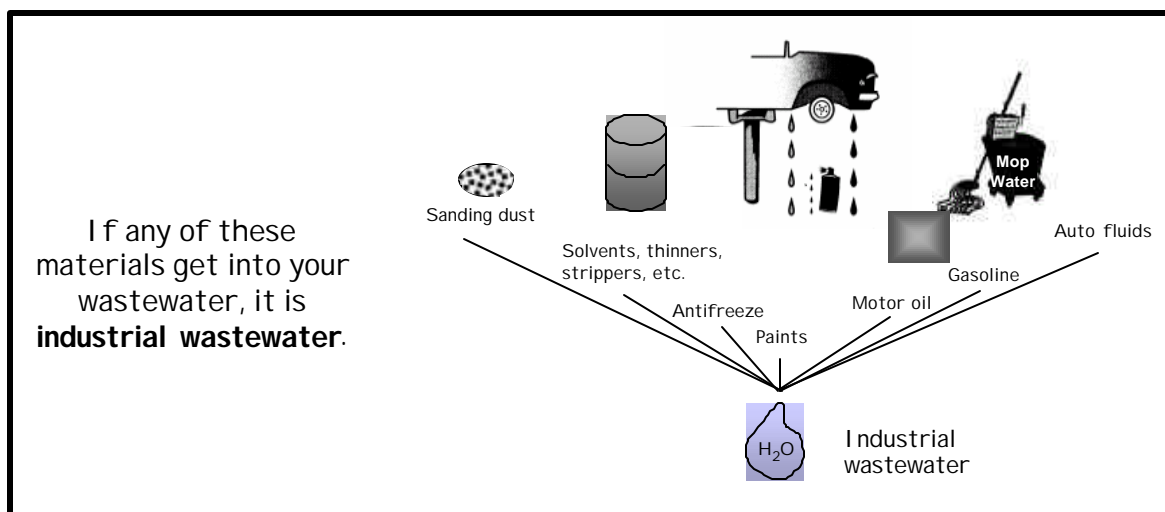 If any of these
materials get into your
wastewater, it is
industrial wastewater.
Sanding dust
Solvents, thinners,
strippers, etc.
Antifreeze
Paints
Motor oil
Gasoline
Auto fluids
Mop
Water
H₂O
Industrial
wastewater